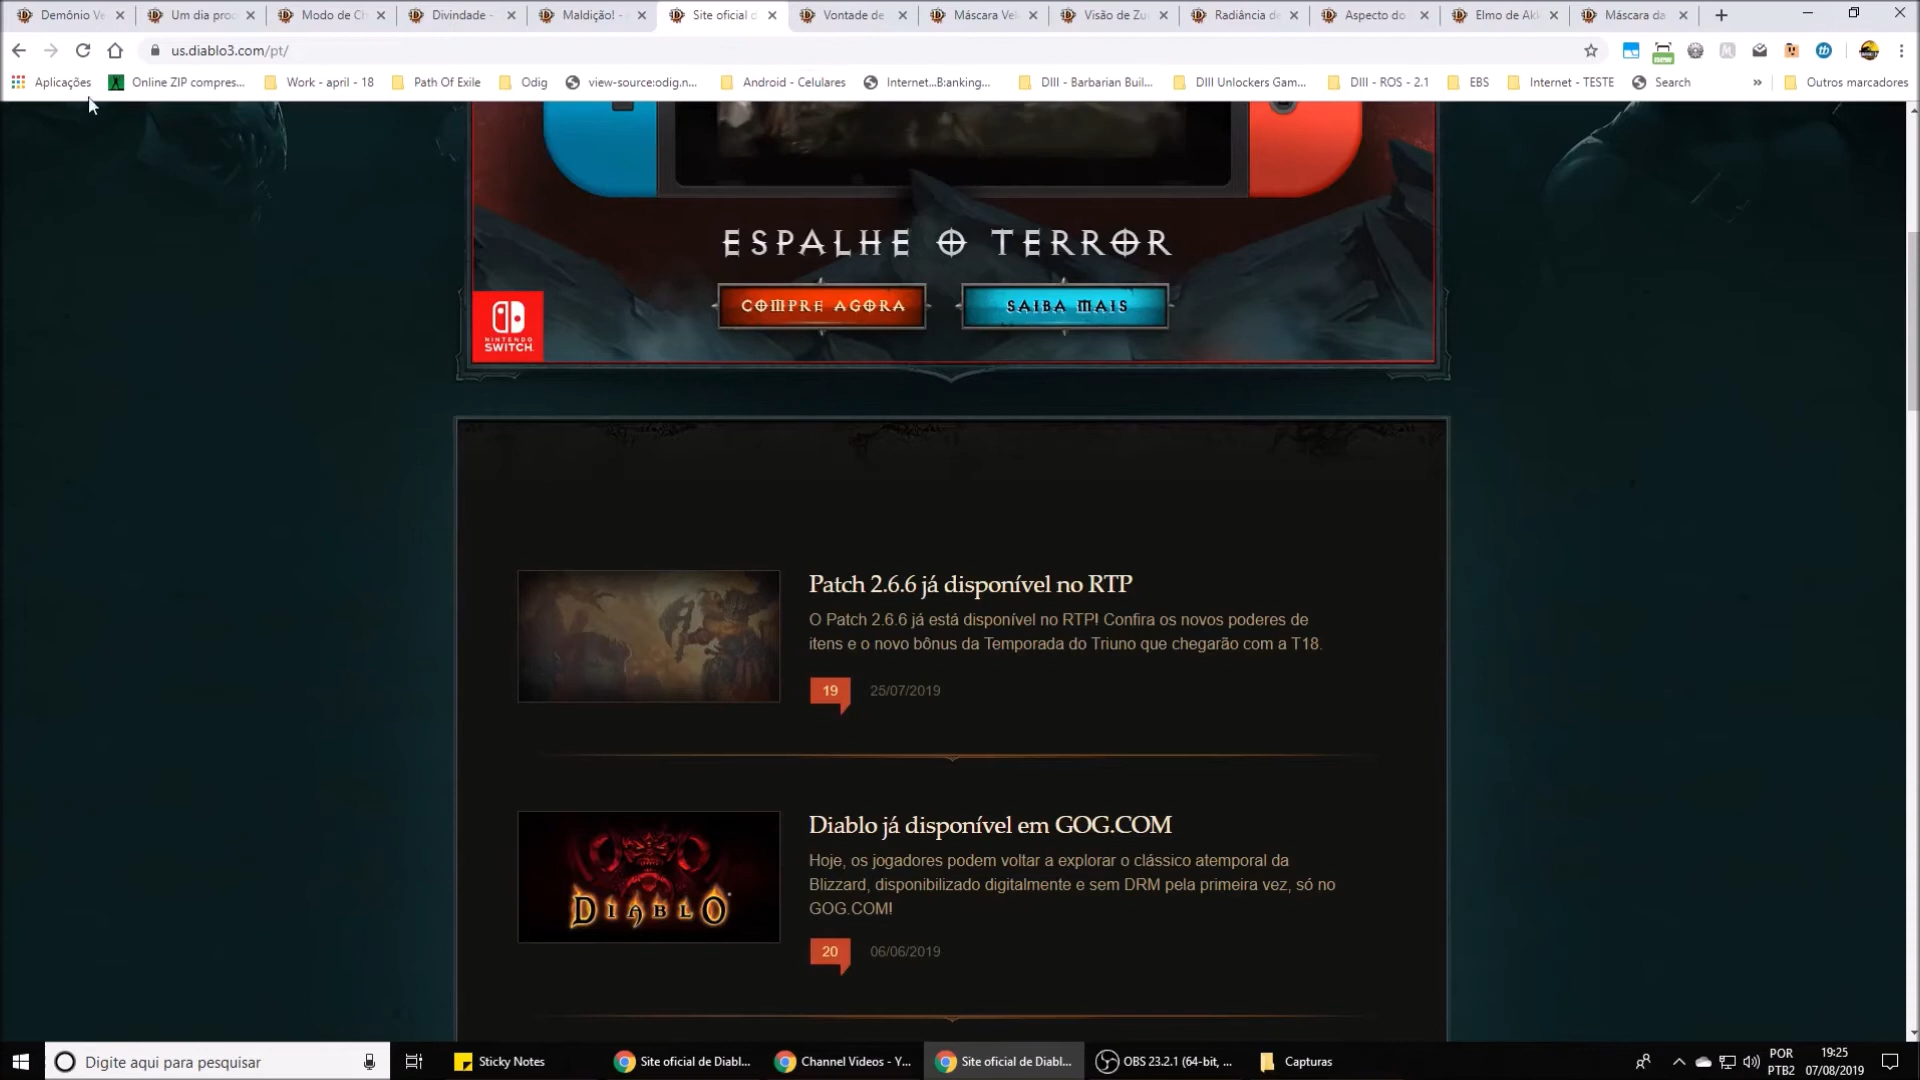 Demônio Ve
Um dia proc
Modo de Ch
Divindade -
Maldição! -
Site oficial d
Vontade de
Máscara Vei
Visão de Zu
Radiância de
Aspecto do
Elmo de Ak
Máscara da
us.diablo3.com/pt/
Aplicações
Online ZIP compres...
Work - april - 18
Path Of Exile
Odig
view-source:odig.n...
Android - Celulares
Internet...B:anking...
DIII - Barbarian Buil...
DIII Unlockers Gam...
DIII - ROS - 2.1
EBS
Internet - TESTE
Search
»
Outros marcadores
ESPALHE O TERROR
COMPRE AGORA
SAIBA MAIS
NINTENDO
SWITCH
Patch 2.6.6 já disponível no RTP
O Patch 2.6.6 já está disponível no RTP! Confira os novos poderes de
itens e o novo bônus da Temporada do Triuno que chegarão com a T18.
19
25/07/2019
DIABLO
Diablo já disponível em GOG.COM
Hoje, os jogadores podem voltar a explorar o clássico atemporal da
Blizzard, disponibilizado digitalmente e sem DRM pela primeira vez, só no
GOG.COM!
20
06/06/2019
Digite aqui para pesquisar
Sticky Notes
Site oficial de Diabl...
Channel Videos - Y...
Site oficial de Diabl...
OBS 23.2.1 (64-bit, ...
Capturas
POR
PTB2
19:25
07/08/2019